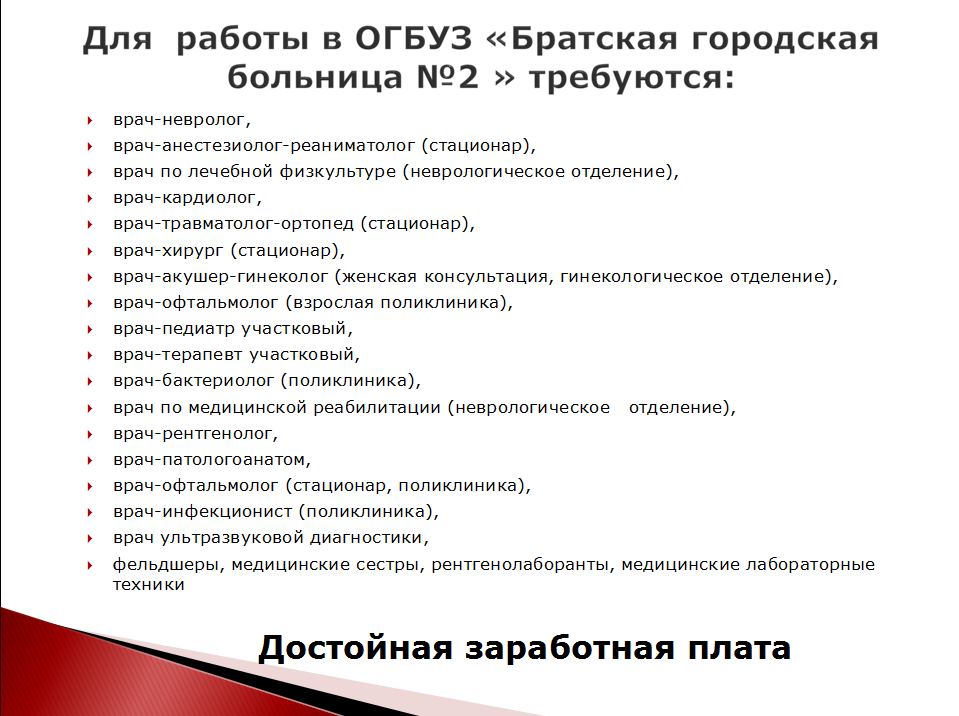 Для работы в ОГБУЗ «Братская городская
больница №2 » требуются:
врач-невролог,
врач-анестезиолог-реаниматолог (стационар),
врач по лечебной физкультуре (неврологическое отделение),
врач-кардиолог,
врач-травматолог-ортопед (стационар),
врач-хирург (стационар),
врач-акушер-гинеколог (женская консультация, гинекологическое отделение),
врач-офтальмолог (взрослая поликлиника),
врач-педиатр участковый,
врач-терапевт участковый,
врач-бактериолог (поликлиника),
врач по медицинской реабилитации (неврологическое отделение),
врач-рентгенолог,
врач-патологоанатом,
врач-офтальмолог (стационар, поликлиника),
врач-инфекционист (поликлиника),
врач ультразвуковой диагностики,
фельдшеры, медицинские сестры, рентгенолаборанты, медицинские лабораторные
техники
Достойная заработная плата